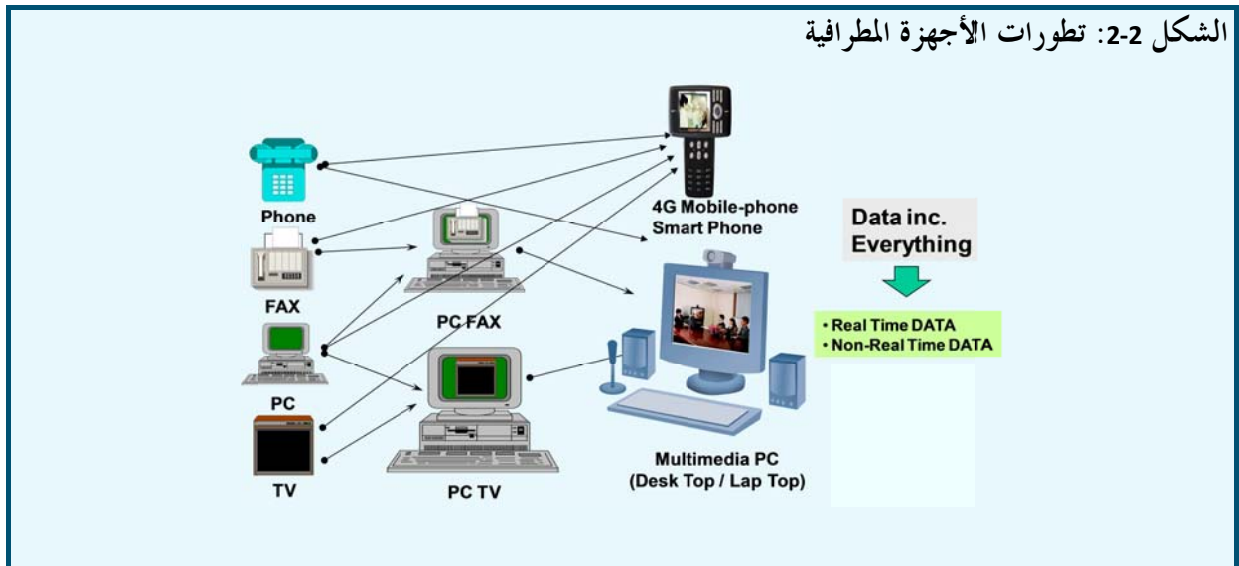 الشكل 2-2: تطورات الأجهزة المطرافية
Phone
FAX
PC
TV
PC FAX
PC TV
4G Mobile-phone
Smart Phone
Multimedia PC
(Desk Top / Lap Top)
Data inc.
Everything
• Real Time DATA
• Non-Real Time DATA